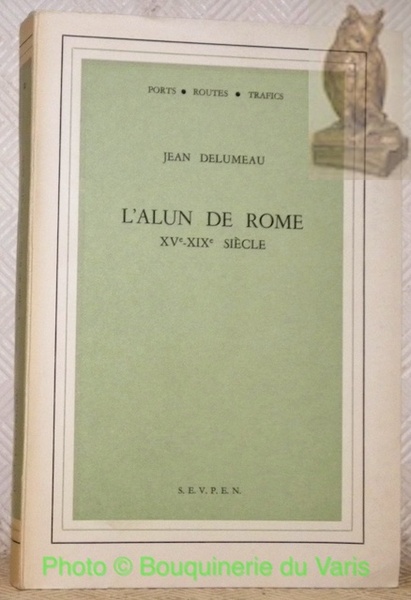 PORTS • ROUTES • TRAFICS
JEAN DELUMEAU
L'ALUN DE ROME
XVe-XIXe SIÈCLE
S. E. V. P. E. N.
Photo © Bouquinerie du Varis